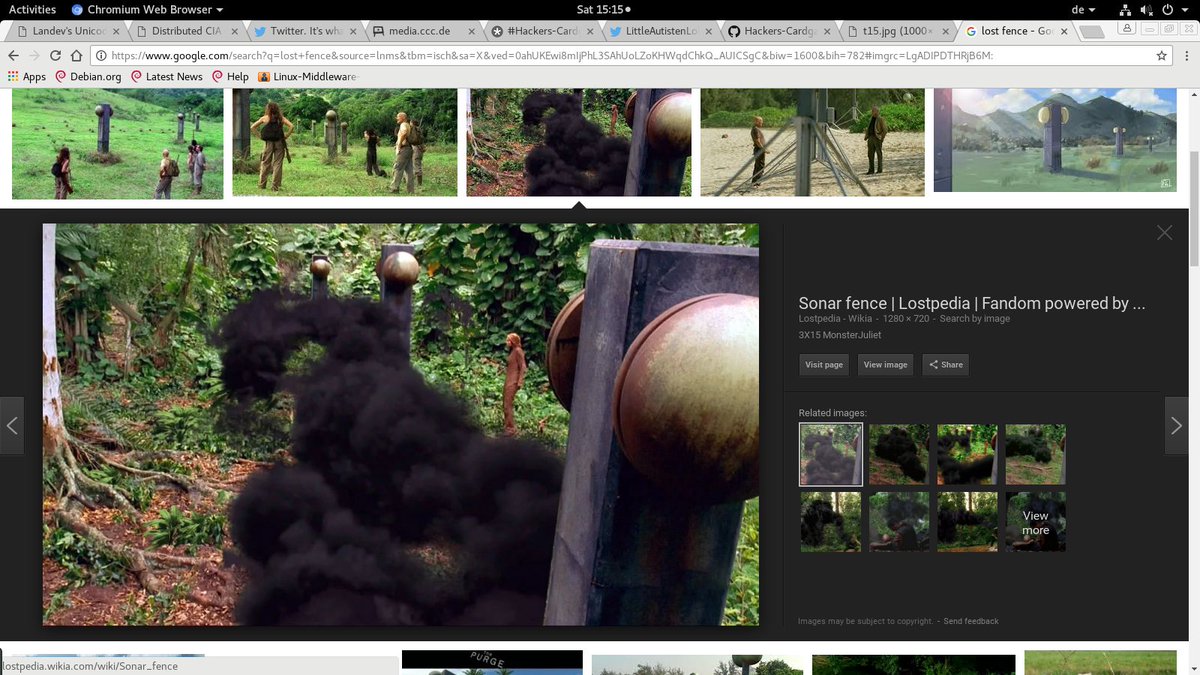 Activities
Chromium Web Browser
Sat 15:15
de
Landev's Unicod
Distributed CIA
Twitter. It's wha
media.ccc.de
#Hackers-Card
LittleAutistenLo
Hackers-Cardga
t15.jpg (1000×
lost fence - Goo
https://www.google.com/search?q=lost+fence&source=lnms&tbm=isch&sa=X&ved=0ahUKEwi8mIJPhL3SAhUoLZoKHWqdChkQ_AUICSgC&biw=1600&bih=782#imgrc=LgADIPDTHRjB6M:
Apps
Debian.org
Latest News
Help
Linux-Middleware-
Sonar fence | Lostpedia | Fandom powered by ...
Lostpedia - Wikia - 1280 × 720 - Search by image
3X15 MonsterJuliet
Visit page
View image
Share
Related images:
View
more
Images may be subject to copyright. - Send feedback
lostpedia.wikia.com/wiki/Sonar_fence
THE
PURGE